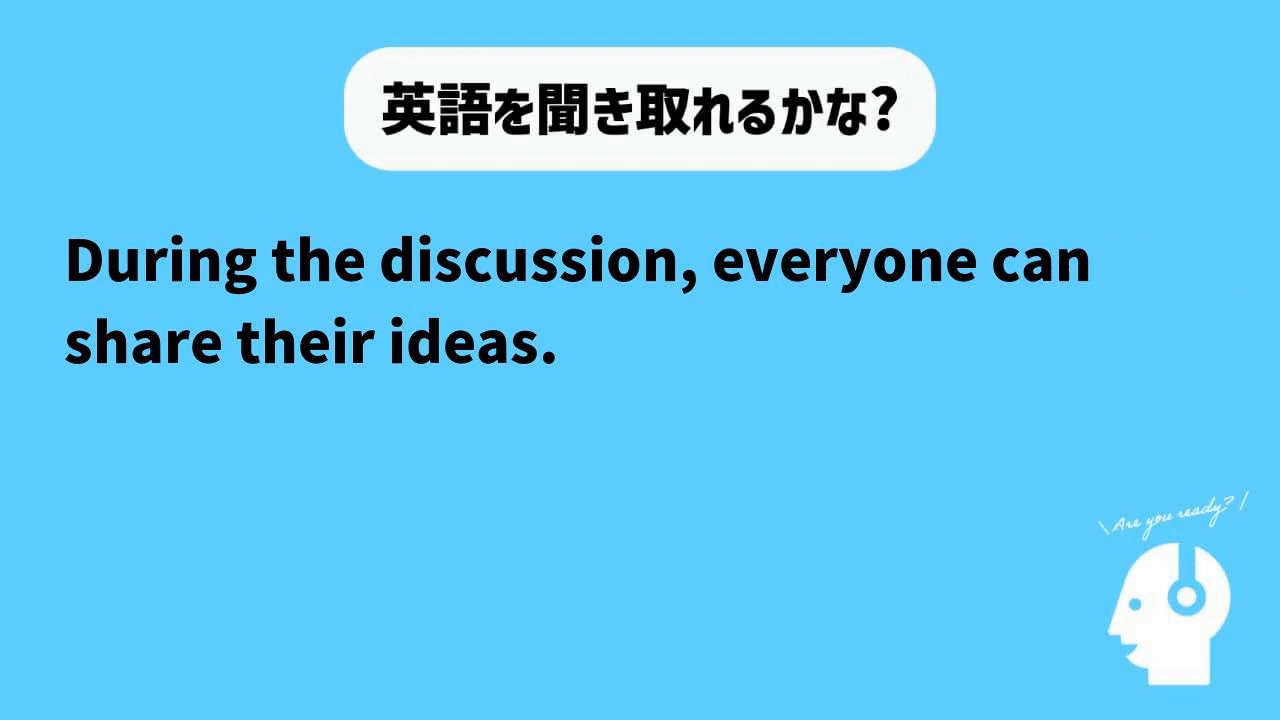 英語を聞き取れるかな?
During the discussion, everyone can
share their ideas.
\ Are you ready? /